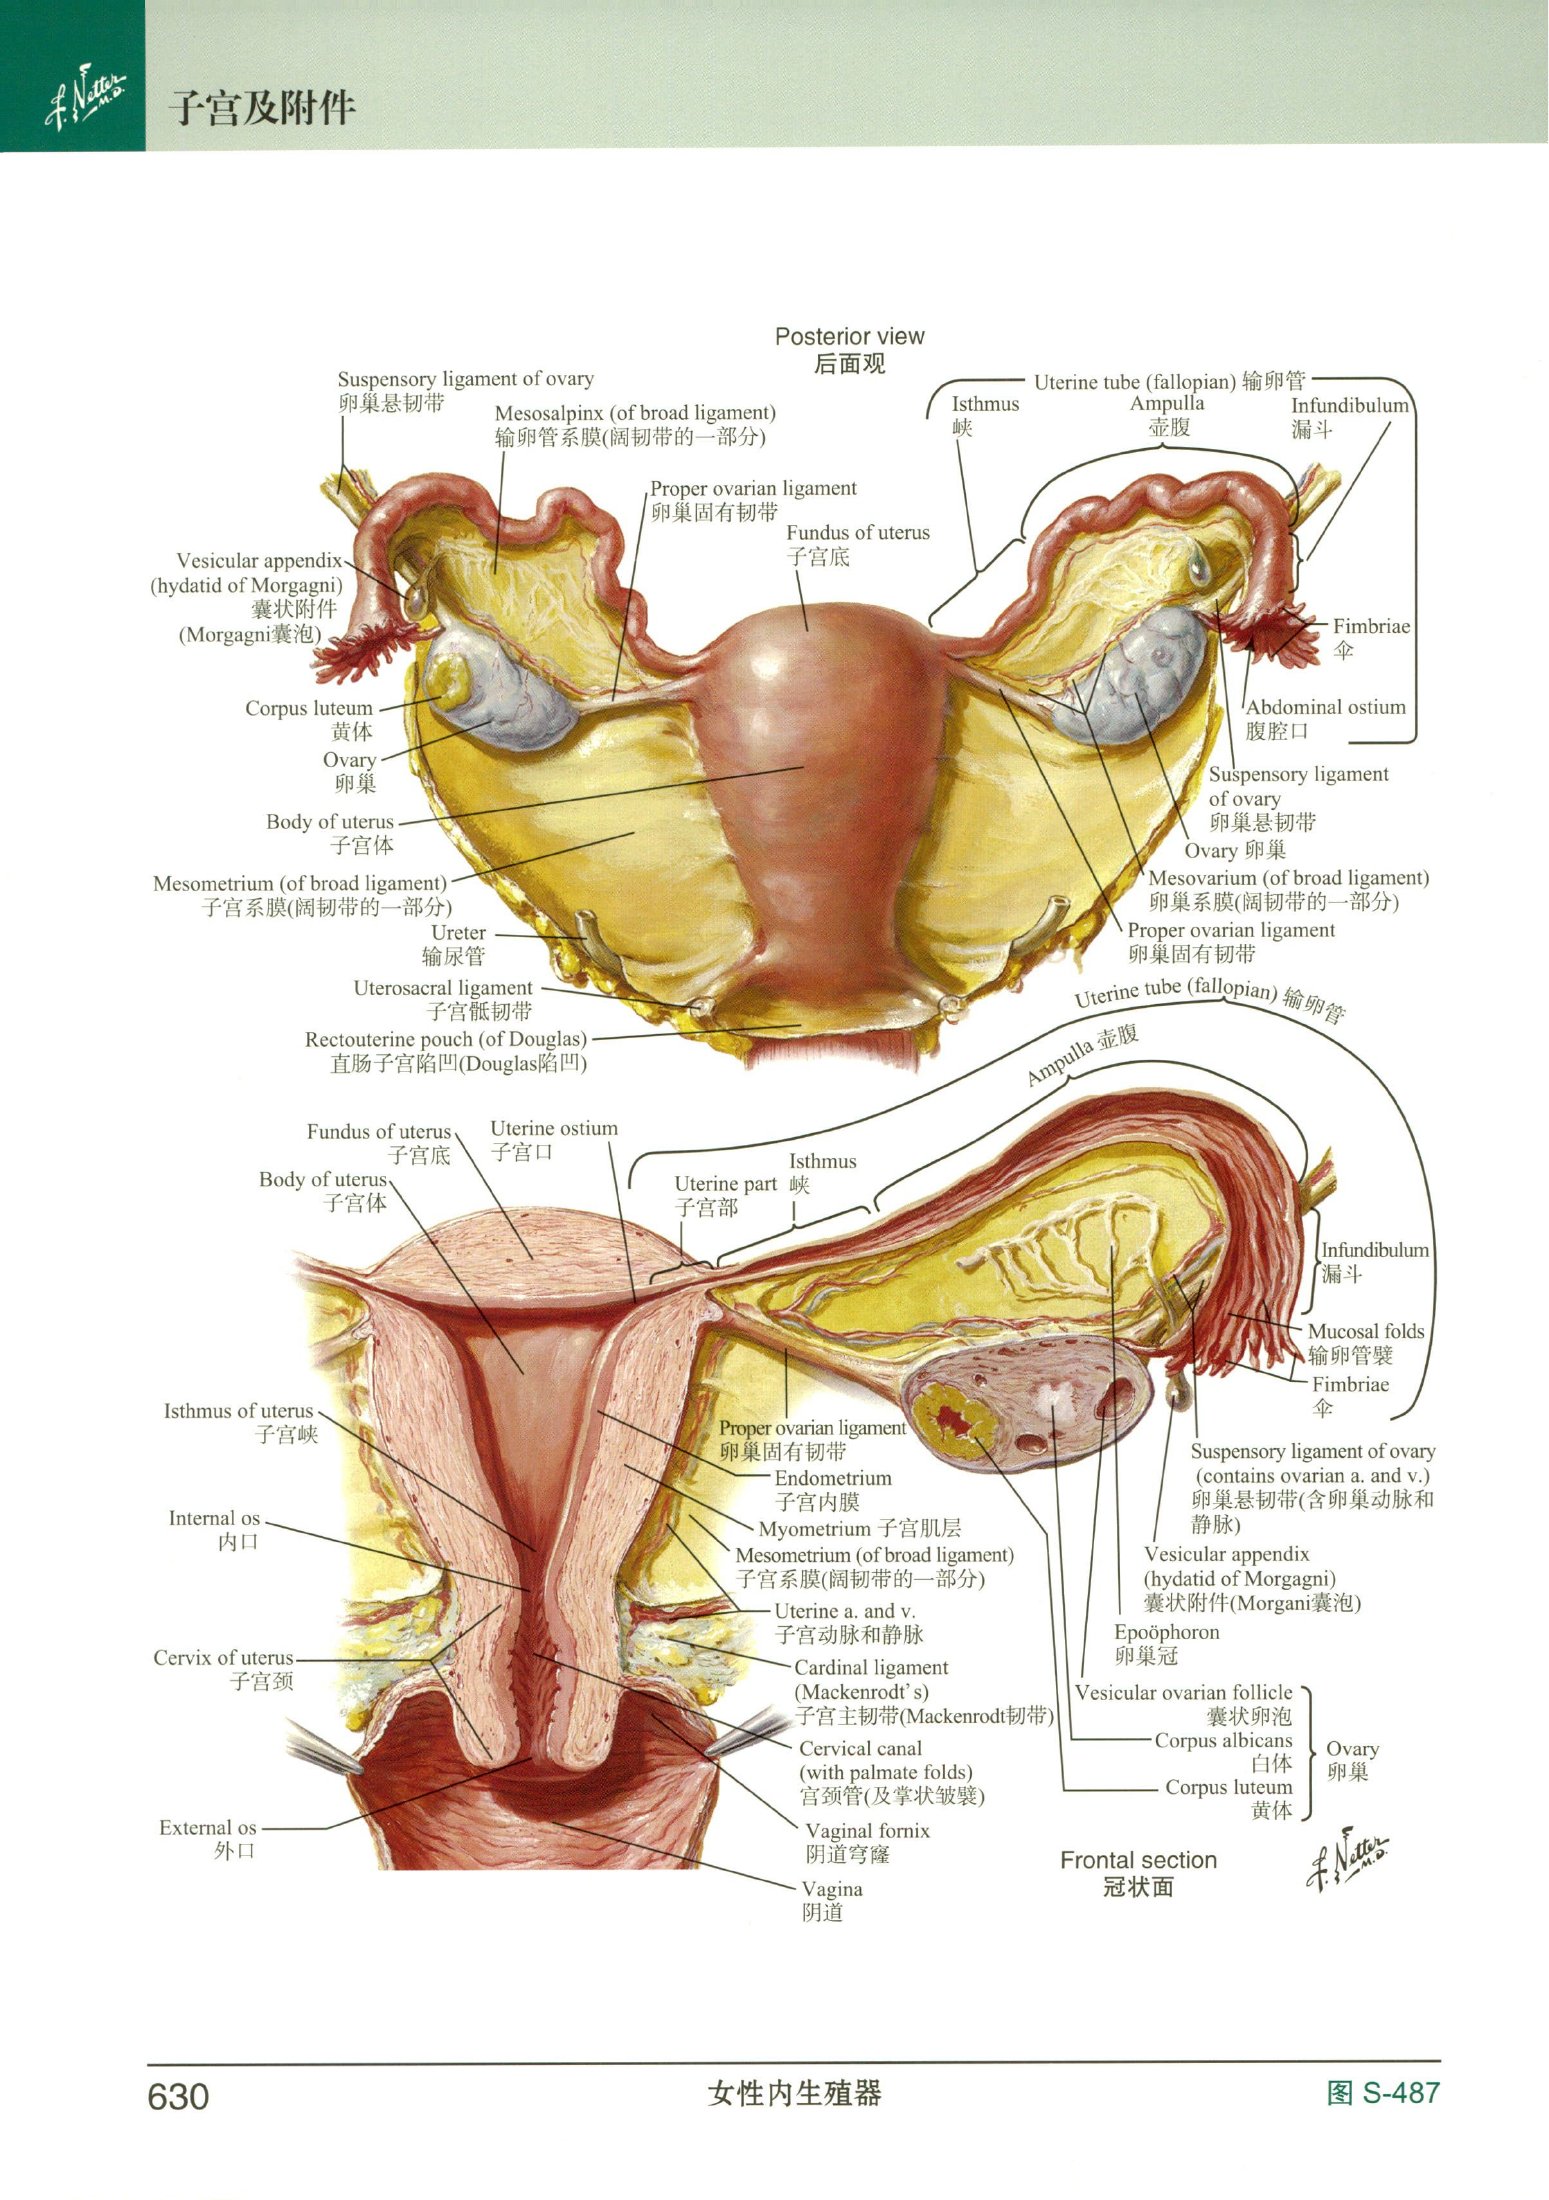 F. Netter M.D.
子宫及附件
Posterior view
后面观
Suspensory ligament of ovary
卵巢悬韧带
Mesosalpinx (of broad ligament)
输卵管系膜(阔韧带的一部分)
Proper ovarian ligament
卵巢固有韧带
Fundus of uterus
子宫底
Uterine tube (fallopian) 输卵管
Isthmus
峡
Ampulla
壶腹
Infundibulum
漏斗
Vesicular appendix
(hydatid of Morgagni)
囊状附件
(Morgagni囊泡)
Corpus luteum
黄体
Ovary
卵巢
Body of uterus
子宫体
Mesometrium (of broad ligament)
子宫系膜(阔韧带的一部分)
Ureter
输尿管
Uterosacral ligament
子宫骶韧带
Rectouterine pouch (of Douglas)
直肠子宫陷凹(Douglas陷凹)
Fimbriae
伞
Abdominal ostium
腹腔口
Suspensory ligament
of ovary
卵巢悬韧带
Ovary 卵巢
Mesovarium (of broad ligament)
卵巢系膜(阔韧带的一部分)
Proper ovarian ligament
卵巢固有韧带
Uterine tube (fallopian) 输卵管
Ampulla 壶腹
Fundus of uterus
子宫底
Uterine ostium
子宫口
Body of uterus
子宫体
Isthmus
峡
Uterine part
子宫部
Infundibulum
漏斗
Mucosal folds
输卵管襞
Fimbriae
伞
Isthmus of uterus
子宫峡
Internal os
内口
Cervix of uterus
子宫颈
External os
外口
Proper ovarian ligament
卵巢固有韧带
Endometrium
子宫内膜
Myometrium 子宫肌层
Mesometrium (of broad ligament)
子宫系膜(阔韧带的一部分)
Uterine a. and v.
子宫动脉和静脉
Cardinal ligament
(Mackenrodt's)
子宫主韧带(Mackenrodt韧带)
Cervical canal
(with palmate folds)
宫颈管(及掌状皱襞)
Vaginal fornix
阴道穹窿
Vagina
阴道
Suspensory ligament of ovary
(contains ovarian a. and v.)
卵巢悬韧带(含卵巢动脉和
静脉)
Vesicular appendix
(hydatid of Morgagni)
囊状附件(Morgani囊泡)
Epoöphoron
卵巢冠
Vesicular ovarian follicle
囊状卵泡
Corpus albicans
白体
Corpus luteum
黄体
Ovary
卵巢
Frontal section
冠状面
F. Netter M.D.
630
女性内生殖器
图 S-487